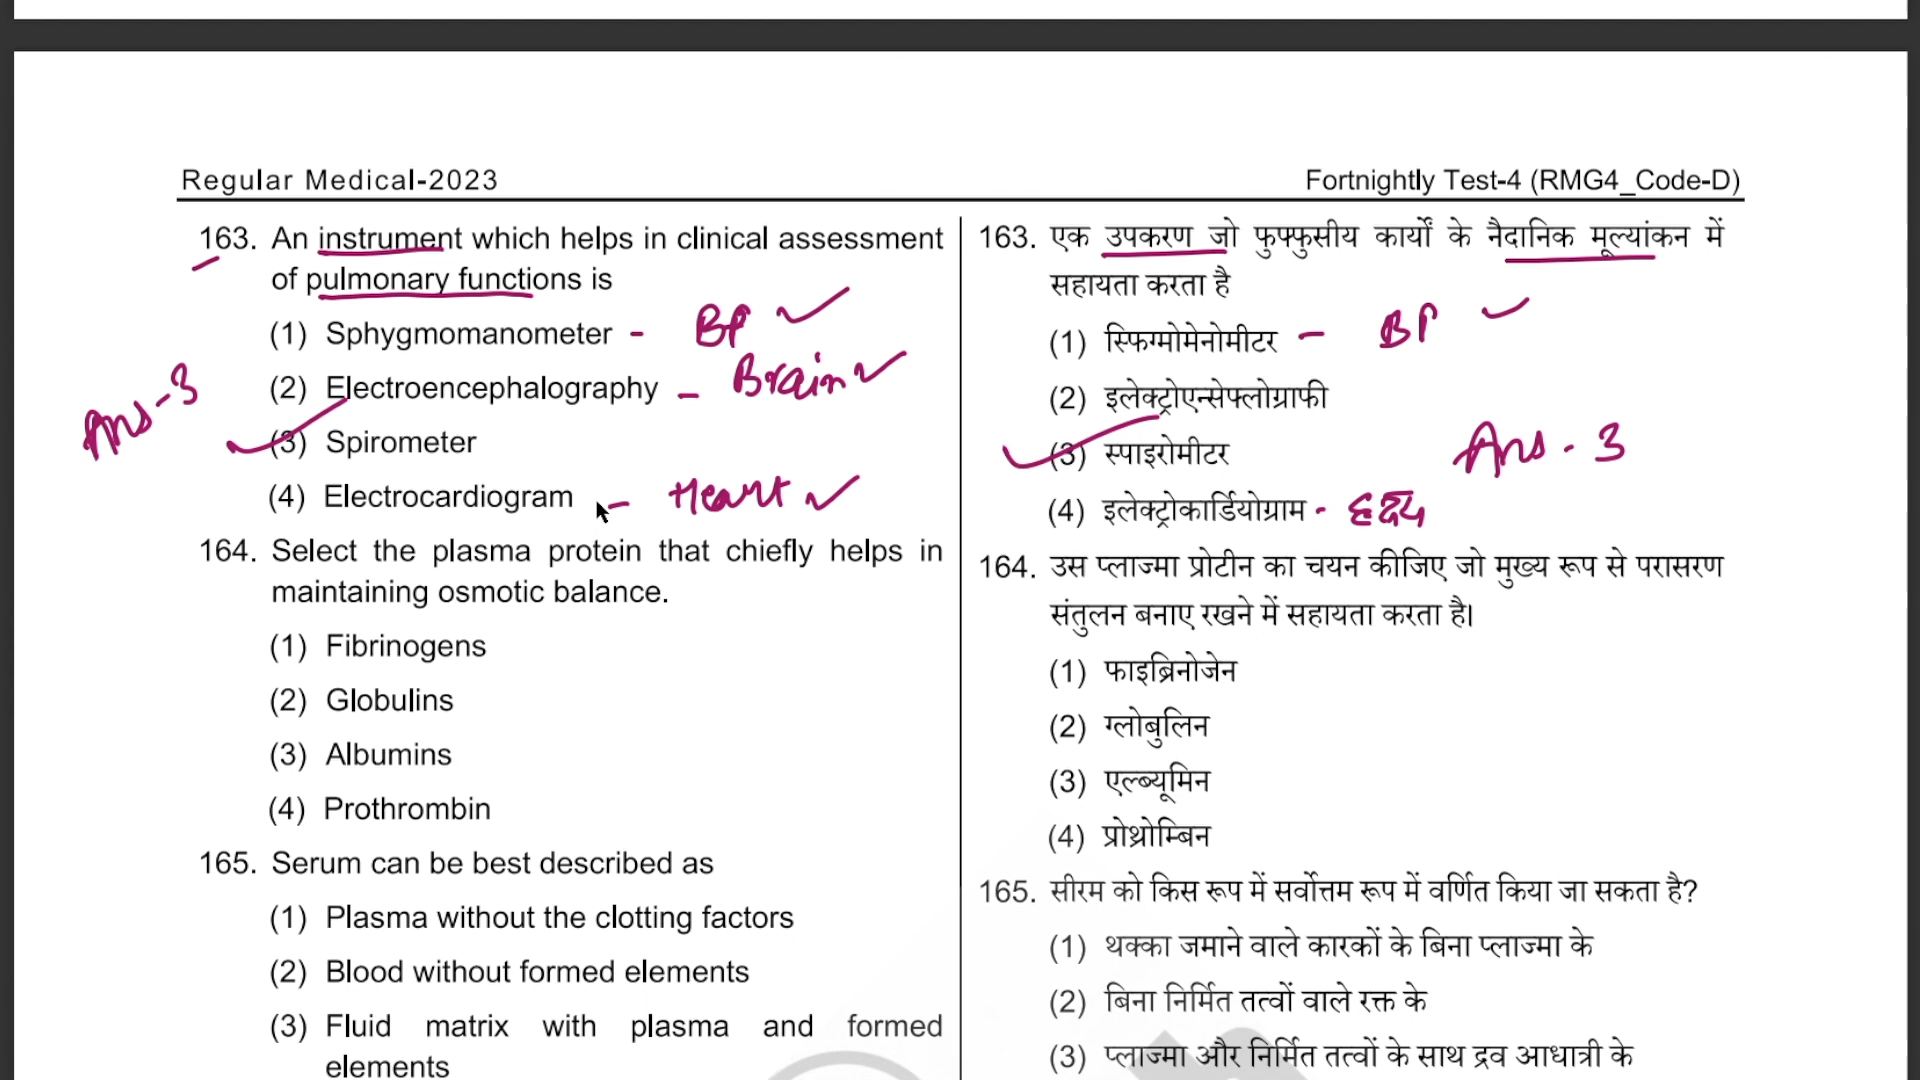 Regular Medical-2023
Fortnightly Test-4 (RMG4_Code-D)
163. An instrument which helps in clinical assessment
of pulmonary functions is
(1) Sphygmomanometer - BP
(2) Electroencephalography - Brain
(3) Spirometer
(4) Electrocardiogram - Heart
Ans-3
164. Select the plasma protein that chiefly helps in
maintaining osmotic balance.
(1) Fibrinogens
(2) Globulins
(3) Albumins
(4) Prothrombin
165. Serum can be best described as
(1) Plasma without the clotting factors
(2) Blood without formed elements
(3) Fluid matrix with plasma and formed
elements
163. एक उपकरण जो फुफ्फुसीय कार्यों के नैदानिक मूल्यांकन में
सहायता करता है
(1) स्फिग्मोमेनोमीटर - BP
(2) इलेक्ट्रोएन्सेफ्लोग्राफी
(3) स्पाइरोमीटर
Ans - 3
(4) इलेक्ट्रोकार्डियोग्राम - हृदय
164. उस प्लाज्मा प्रोटीन का चयन कीजिए जो मुख्य रूप से परासरण
संतुलन बनाए रखने में सहायता करता है।
(1) फाइब्रिनोजेन
(2) ग्लोबुलिन
(3) एल्ब्यूमिन
(4) प्रोथ्रोम्बिन
165. सीरम को किस रूप में सर्वोत्तम रूप में वर्णित किया जा सकता है?
(1) थक्का जमाने वाले कारकों के बिना प्लाज्मा के
(2) बिना निर्मित तत्वों वाले रक्त के
(3) प्लाज्मा और निर्मित तत्वों के साथ द्रव आधात्री के